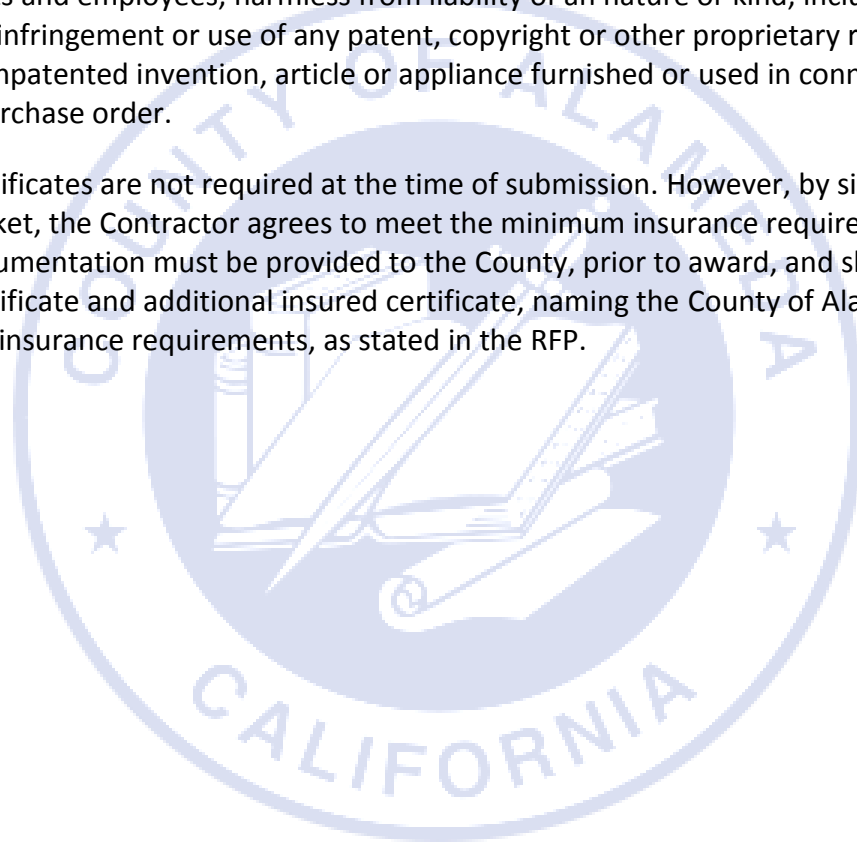 s and employees, harmless from liability of an nature or kind, inclu
infringement or use of any patent, copyright or other proprietary r
npatented invention, article or appliance furnished or used in conn
rchase order.
ificates are not required at the time of submission. However, by si
ket, the Contractor agrees to meet the minimum insurance require
umentation must be provided to the County, prior to award, and sh
ificate and additional insured certificate, naming the County of Ala
insurance requirements, as stated in the RFP.
COUNTY OF ALAMEDA
CALIFORNIA